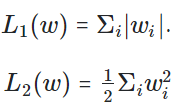 L₁(w) = Σᵢ|wᵢ|.
L₂(w) = ½Σᵢwᵢ²